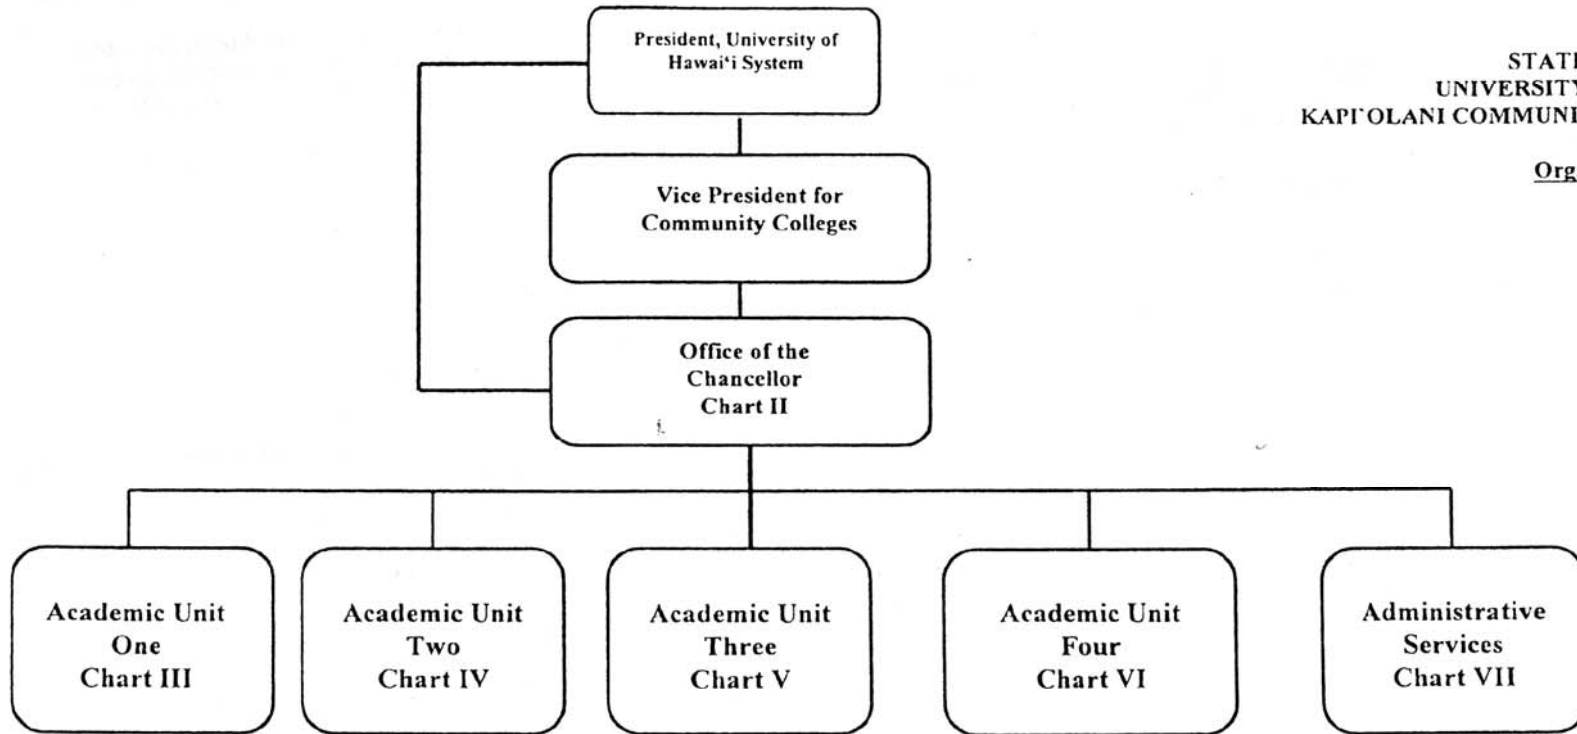 President, University of
Hawai‘i System
STATE
UNIVERSITY
KAPI`OLANI COMMUNI
Org
Vice President for
Community Colleges
Office of the
Chancellor
Chart II
Academic Unit
One
Chart III
Academic Unit
Two
Chart IV
Academic Unit
Three
Chart V
Academic Unit
Four
Chart VI
Administrative
Services
Chart VII